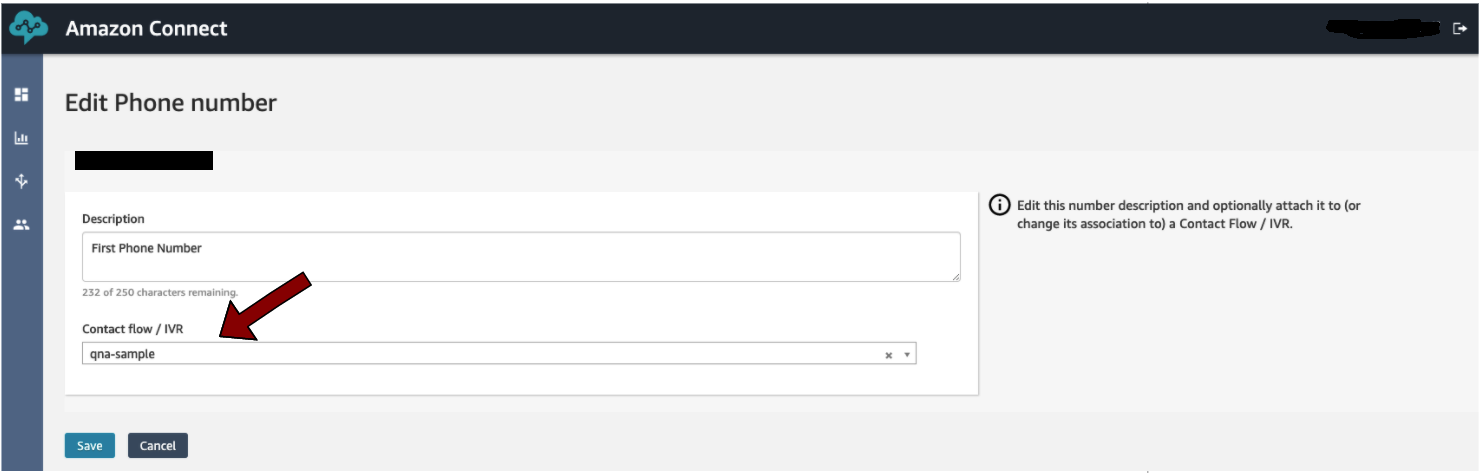 Amazon Connect
Edit Phone number
Description
First Phone Number
232 of 250 characters remaining.
Contact flow / IVR
qna-sample
Edit this number description and optionally attach it to (or
change its association to) a Contact Flow / IVR.
Save
Cancel